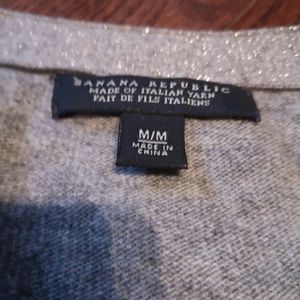 BANANA REPUBLIC
MADE OF ITALIAN YARN
FAIT DE FILS ITALIENS
M/M
MADE IN
CHINA